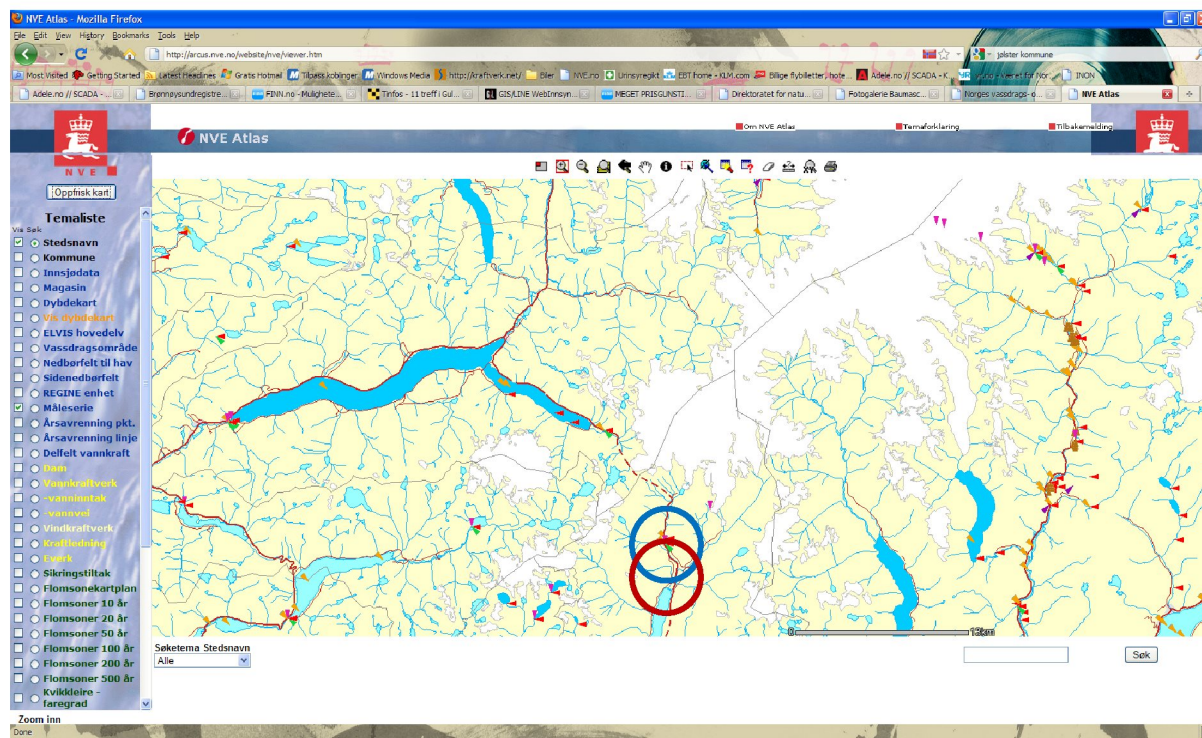 NVE Atlas - Mozilla Firefox
File Edit View History Bookmarks Tools Help
http://arcus.nve.no/website/nve/viewer.htm
jølster kommune
Most Visited Getting Started Latest Headlines Gratis Hotmail Tilpass koblinger Windows Media http://kraftverk.net/ Biler NVE.no Urinsyregikt EBT home - KLM.com Billige flybilletter, hote... Adele.no // SCADA - K... yr.no - Været for Nor... INON
Adele.no // SCADA - ... Brønnøysundregistre... FINN.no - Mulighete... Tinfos - 11 treff i Gul... GIS/LINE WebInnsyn... MEGET PRISGUNSTI... Direktoratet for natu... Fotogalerie Baumasc... Norges vassdrags- o... NVE Atlas
NVE
NVE Atlas
Om NVE Atlas
Temaforklaring
Tilbakemelding
Oppfrisk kart
Temaliste
Vis Søk
Stedsnavn
Kommune
Innsjødata
Magasin
Dybdekart
Vis dybdekart
ELVIS hovedelv
Vassdragsområde
Nedbørfelt til hav
Sidenedbørfelt
REGINE enhet
Måleserie
Årsavrenning pkt.
Årsavrenning linje
Delfelt vannkraft
Dam
Vannkraftverk
-vanninntak
-vannvei
Vindkraftverk
Kraftledning
Everk
Sikringstiltak
Flomsonekartplan
Flomsoner 10 år
Flomsoner 20 år
Flomsoner 50 år
Flomsoner 100 år
Flomsoner 200 år
Flomsoner 500 år
Kvikkleire -
faregrad
0
Søketema Stedsnavn
Alle
Søk
Zoom inn
Done